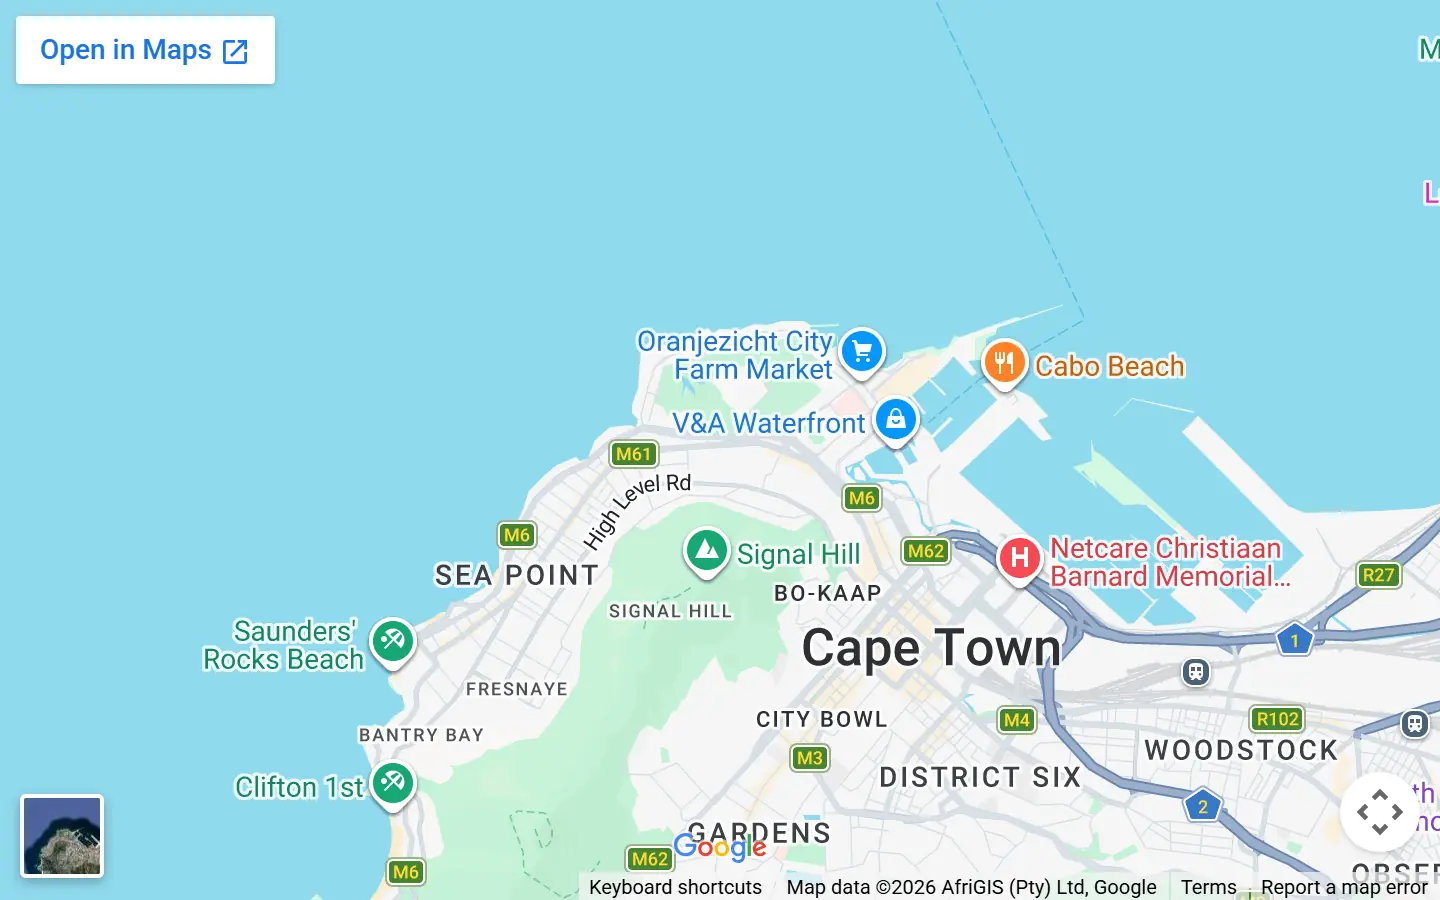 Open in Maps
M
L
Oranjezicht City
Farm Market
Cabo Beach
V&A Waterfront
M61
High Level Rd
M6
M6
M62
Signal Hill
Netcare Christiaan
Barnard Memorial...
R27
SEA POINT
SIGNAL HILL
BO-KAAP
Saunders'
Rocks Beach
Cape Town
1
FRESNAYE
CITY BOWL
M4
R102
BANTRY BAY
WOODSTOCK
M3
DISTRICT SIX
Clifton 1st
2
th
GARDENS
Google
M62
M6
OBSER
Keyboard shortcuts
Map data ©2026 AfriGIS (Pty) Ltd, Google
Terms
Report a map error